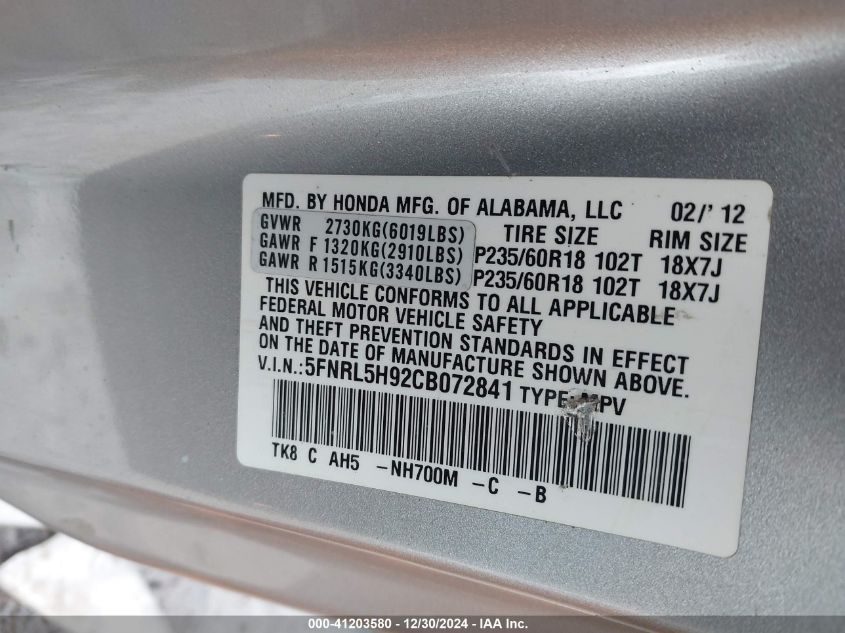 MFD. BY HONDA MFG. OF ALABAMA, LLC 02/'12
GVWR 2730KG(6019LBS) TIRE SIZE RIM SIZE
GAWR F 1320KG(2910LBS) P235/60R18 102T 18X7J
GAWR R 1515KG(3340LBS) P235/60R18 102T 18X7J
THIS VEHICLE CONFORMS TO ALL APPLICABLE
FEDERAL MOTOR VEHICLE SAFETY
AND THEFT PREVENTION STANDARDS IN EFFECT
ON THE DATE OF MANUFACTURE SHOWN ABOVE.
V.I.N.: 5FNRL5H92CB072841 TYPE: MPV
TK8 C AH5 -NH700M -C -B
000-41203580 - 12/30/2024 - IAA Inc.